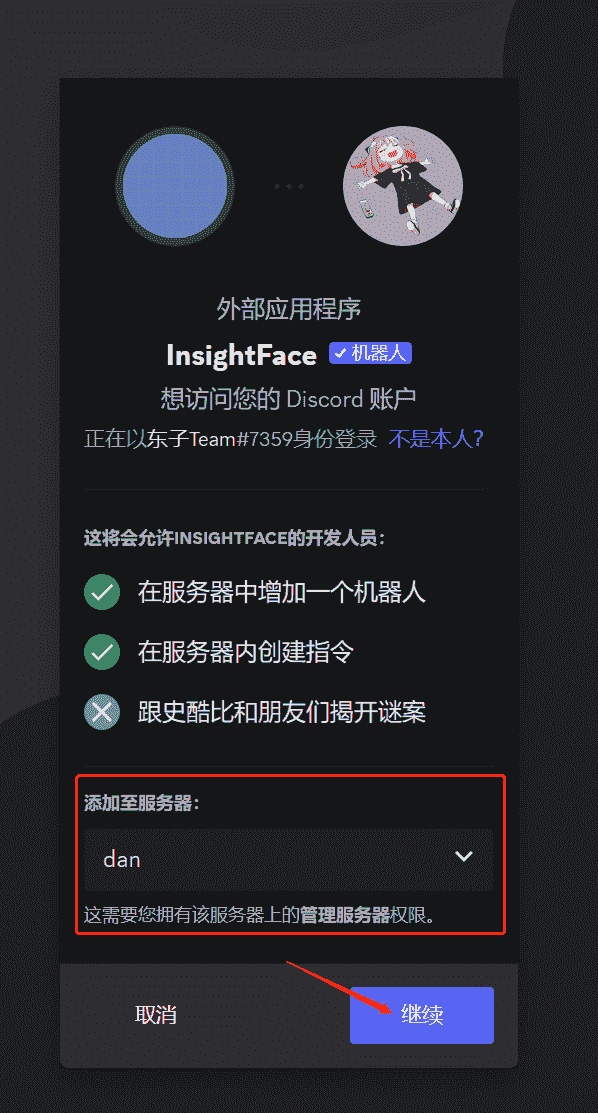 外部应用程序
InsightFace 机器人
想访问您的 Discord 账户
正在以东子Team#7359身份登录 不是本人?
这将会允许INSIGHTFACE的开发人员:
在服务器中增加一个机器人
在服务器内创建指令
跟史酷比和朋友们揭开谜案
添加至服务器:
dan
这需要您拥有该服务器上的管理服务器权限。
取消 继续